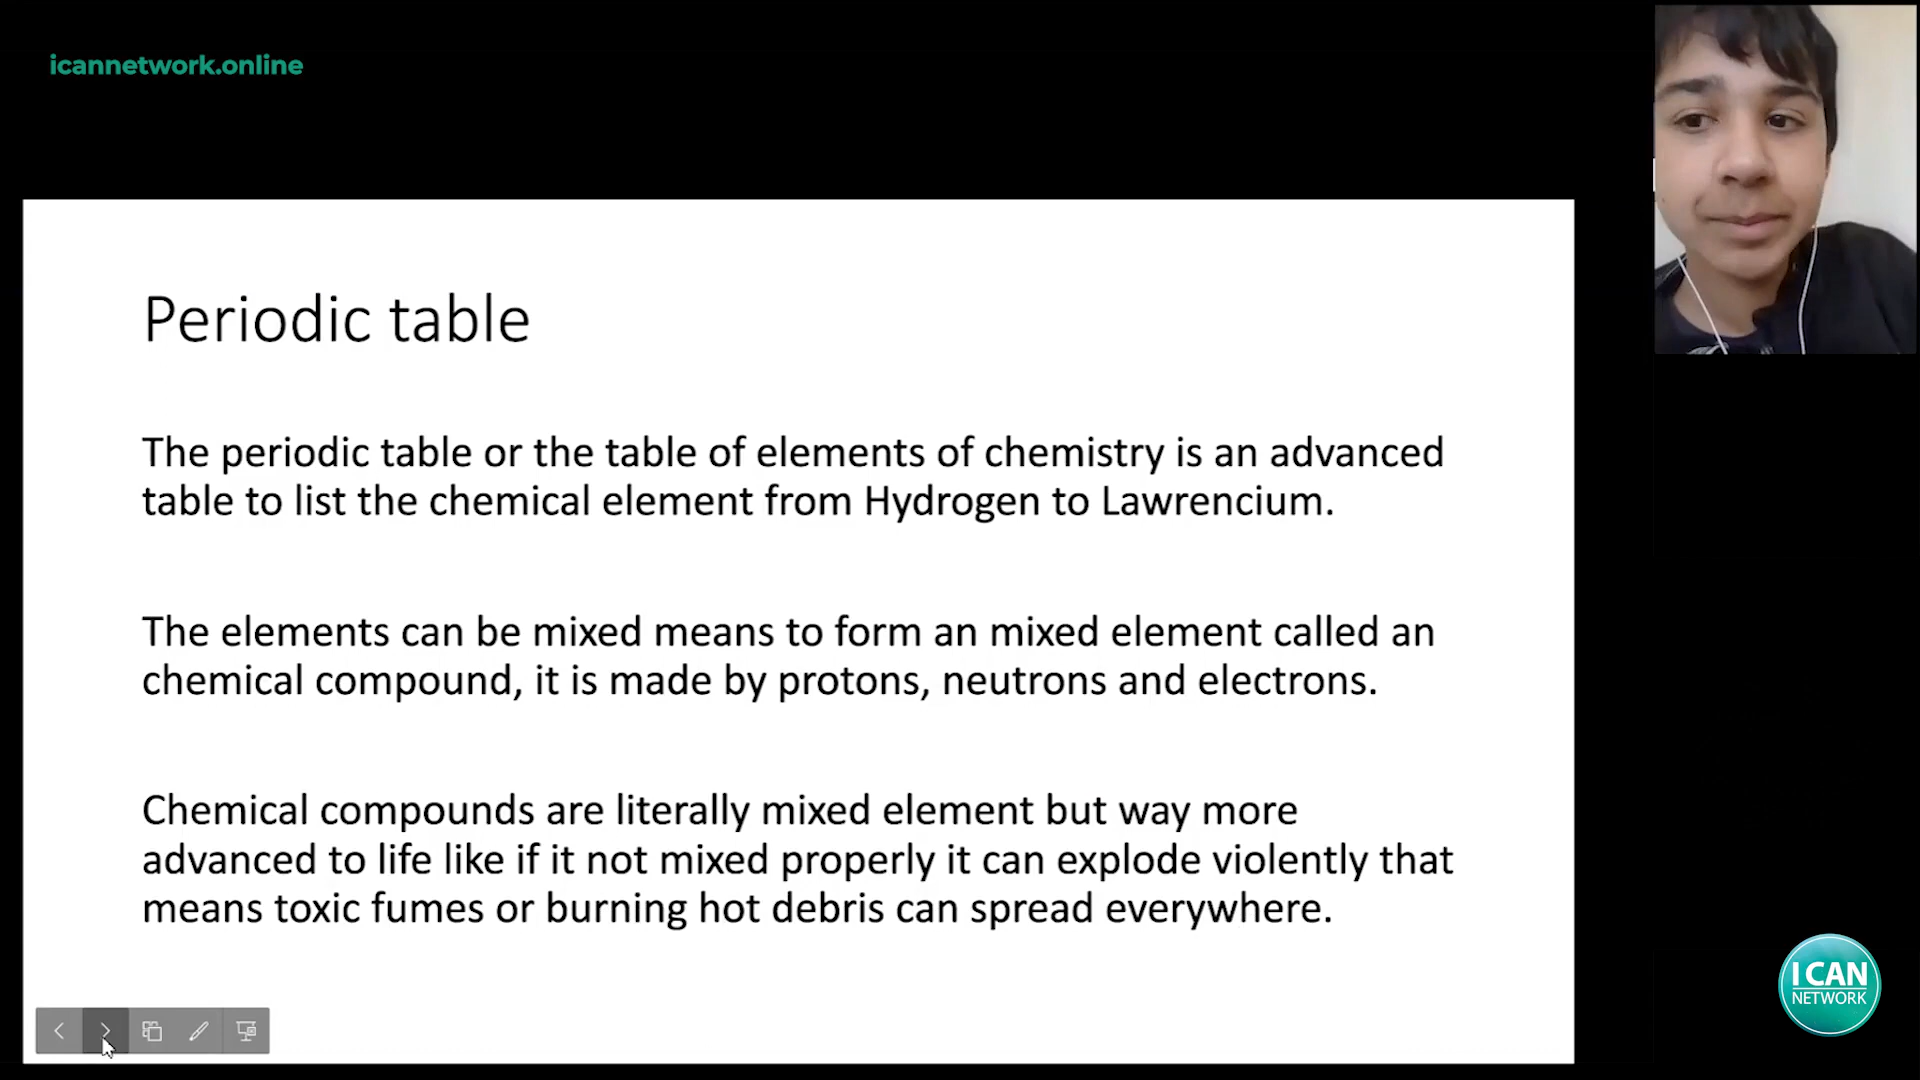 icannetwork.online
Periodic table
The periodic table or the table of elements of chemistry is an advanced
table to list the chemical element from Hydrogen to Lawrencium.
The elements can be mixed means to form an mixed element called an
chemical compound, it is made by protons, neutrons and electrons.
Chemical compounds are literally mixed element but way more
advanced to life like if it not mixed properly it can explode violently that
means toxic fumes or burning hot debris can spread everywhere.
I CAN
NETWORK